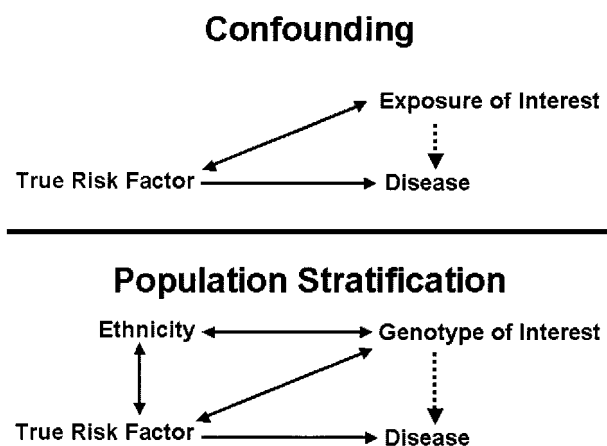 Confounding
Exposure of Interest
True Risk Factor
Disease
Population Stratification
Ethnicity
Genotype of Interest
True Risk Factor
Disease